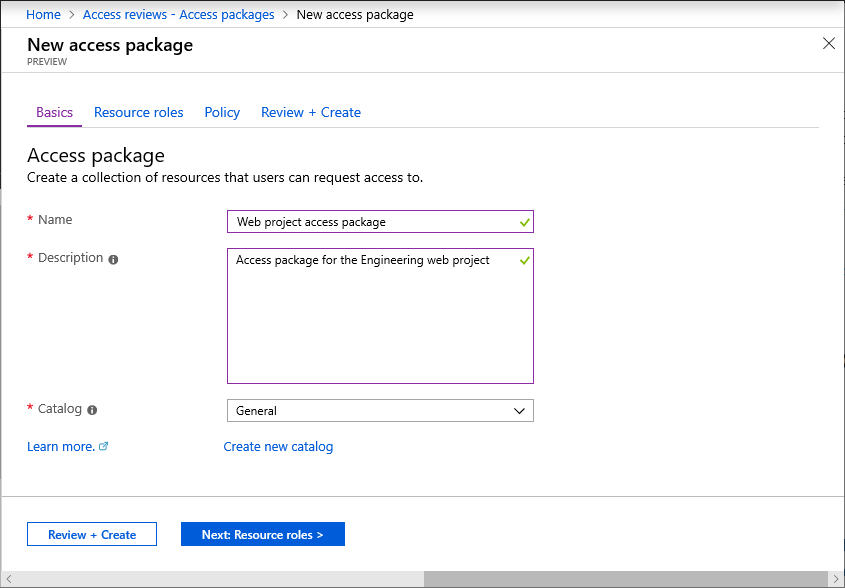 Home > Access reviews - Access packages > New access package
New access package
PREVIEW
Basics Resource roles Policy Review + Create
Access package
Create a collection of resources that users can request access to.
* Name Web project access package
* Description Access package for the Engineering web project
* Catalog General
Learn more. Create new catalog
Review + Create Next: Resource roles >